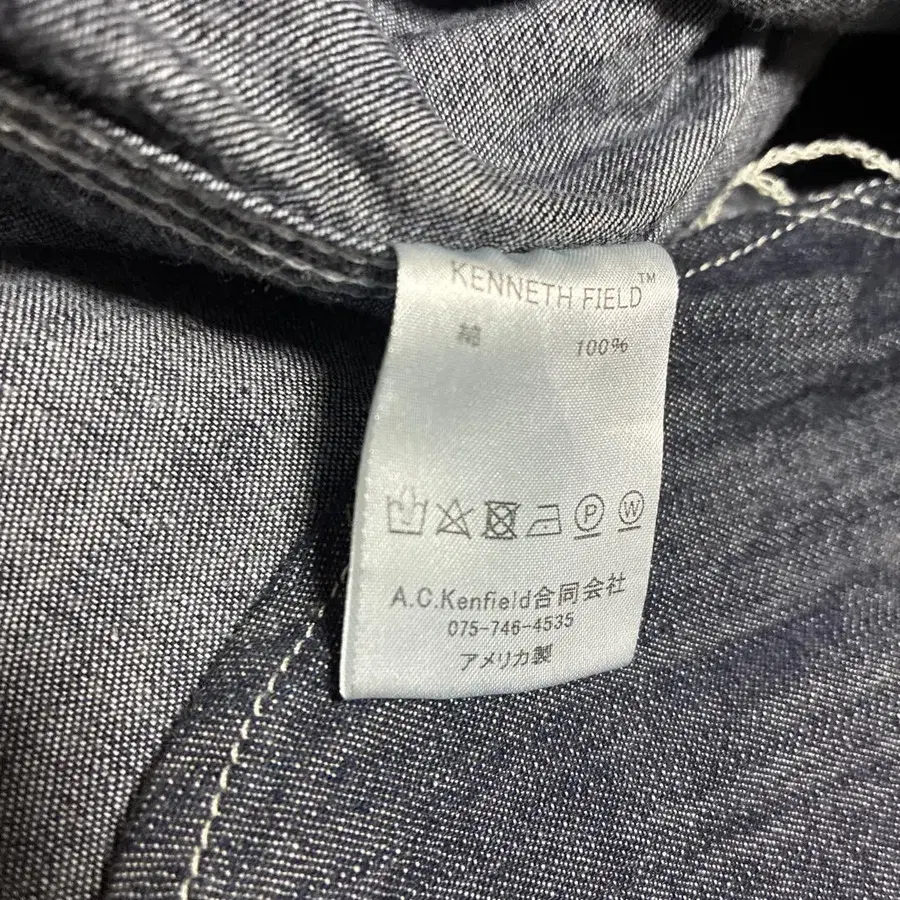 KENNETH FIELD™
綿 100%
P W
A.C.Kenfield合同会社
075-746-4535
アメリカ製